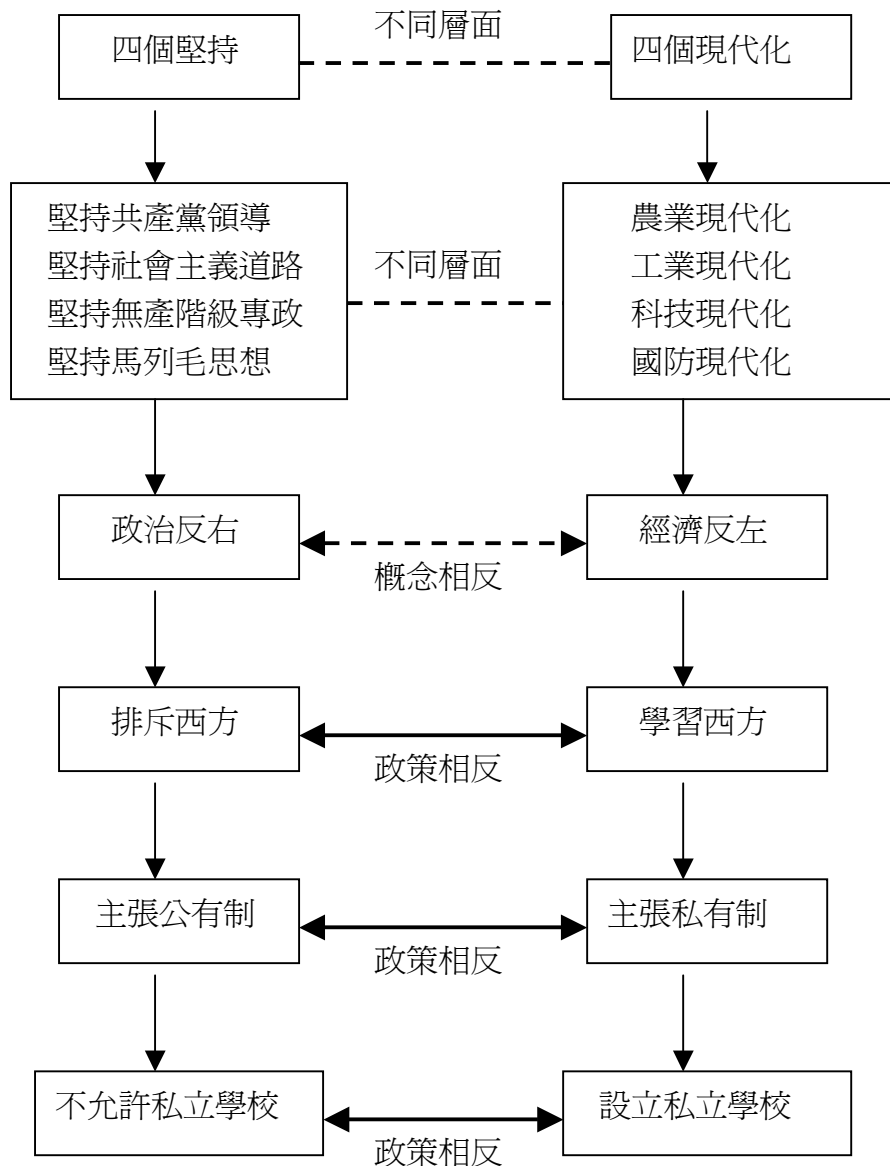 不同層面
四個堅持
四個現代化
堅持共產黨領導
堅持社會主義道路
堅持無產階級專政
堅持馬列毛思想
不同層面
農業現代化
工業現代化
科技現代化
國防現代化
政治反右
經濟反左
概念相反
排斥西方
學習西方
政策相反
主張公有制
主張私有制
政策相反
不允許私立學校
設立私立學校
政策相反